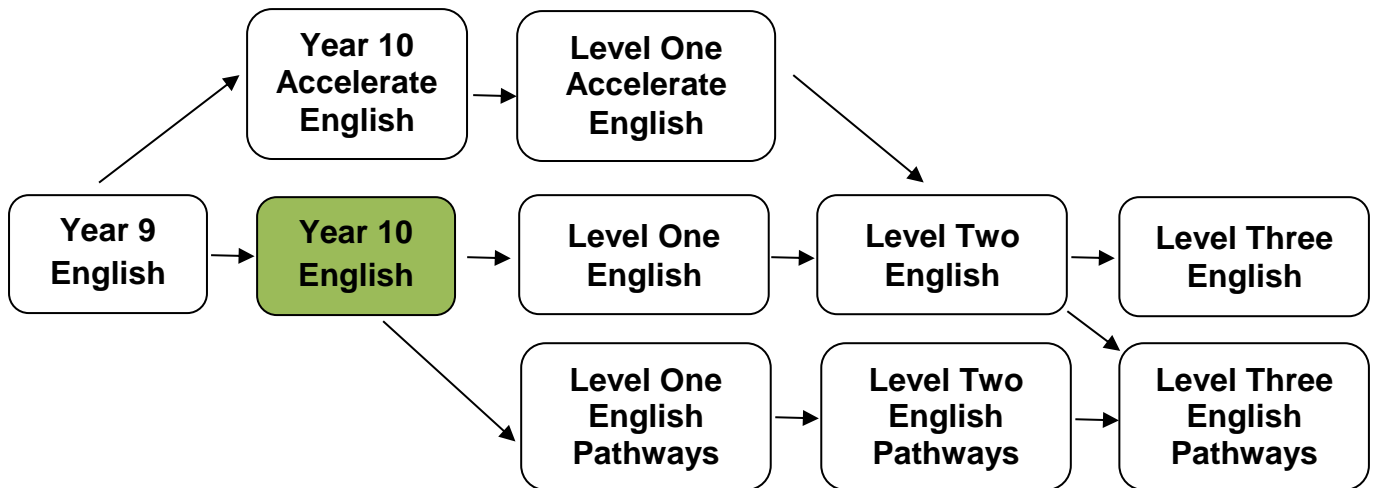 Year 10
Accelerate
English
Level One
Accelerate
English
Year 9
English
Year 10
English
Level One
English
Level Two
English
Level Three
English
Level One
English
Pathways
Level Two
English
Pathways
Level Three
English
Pathways